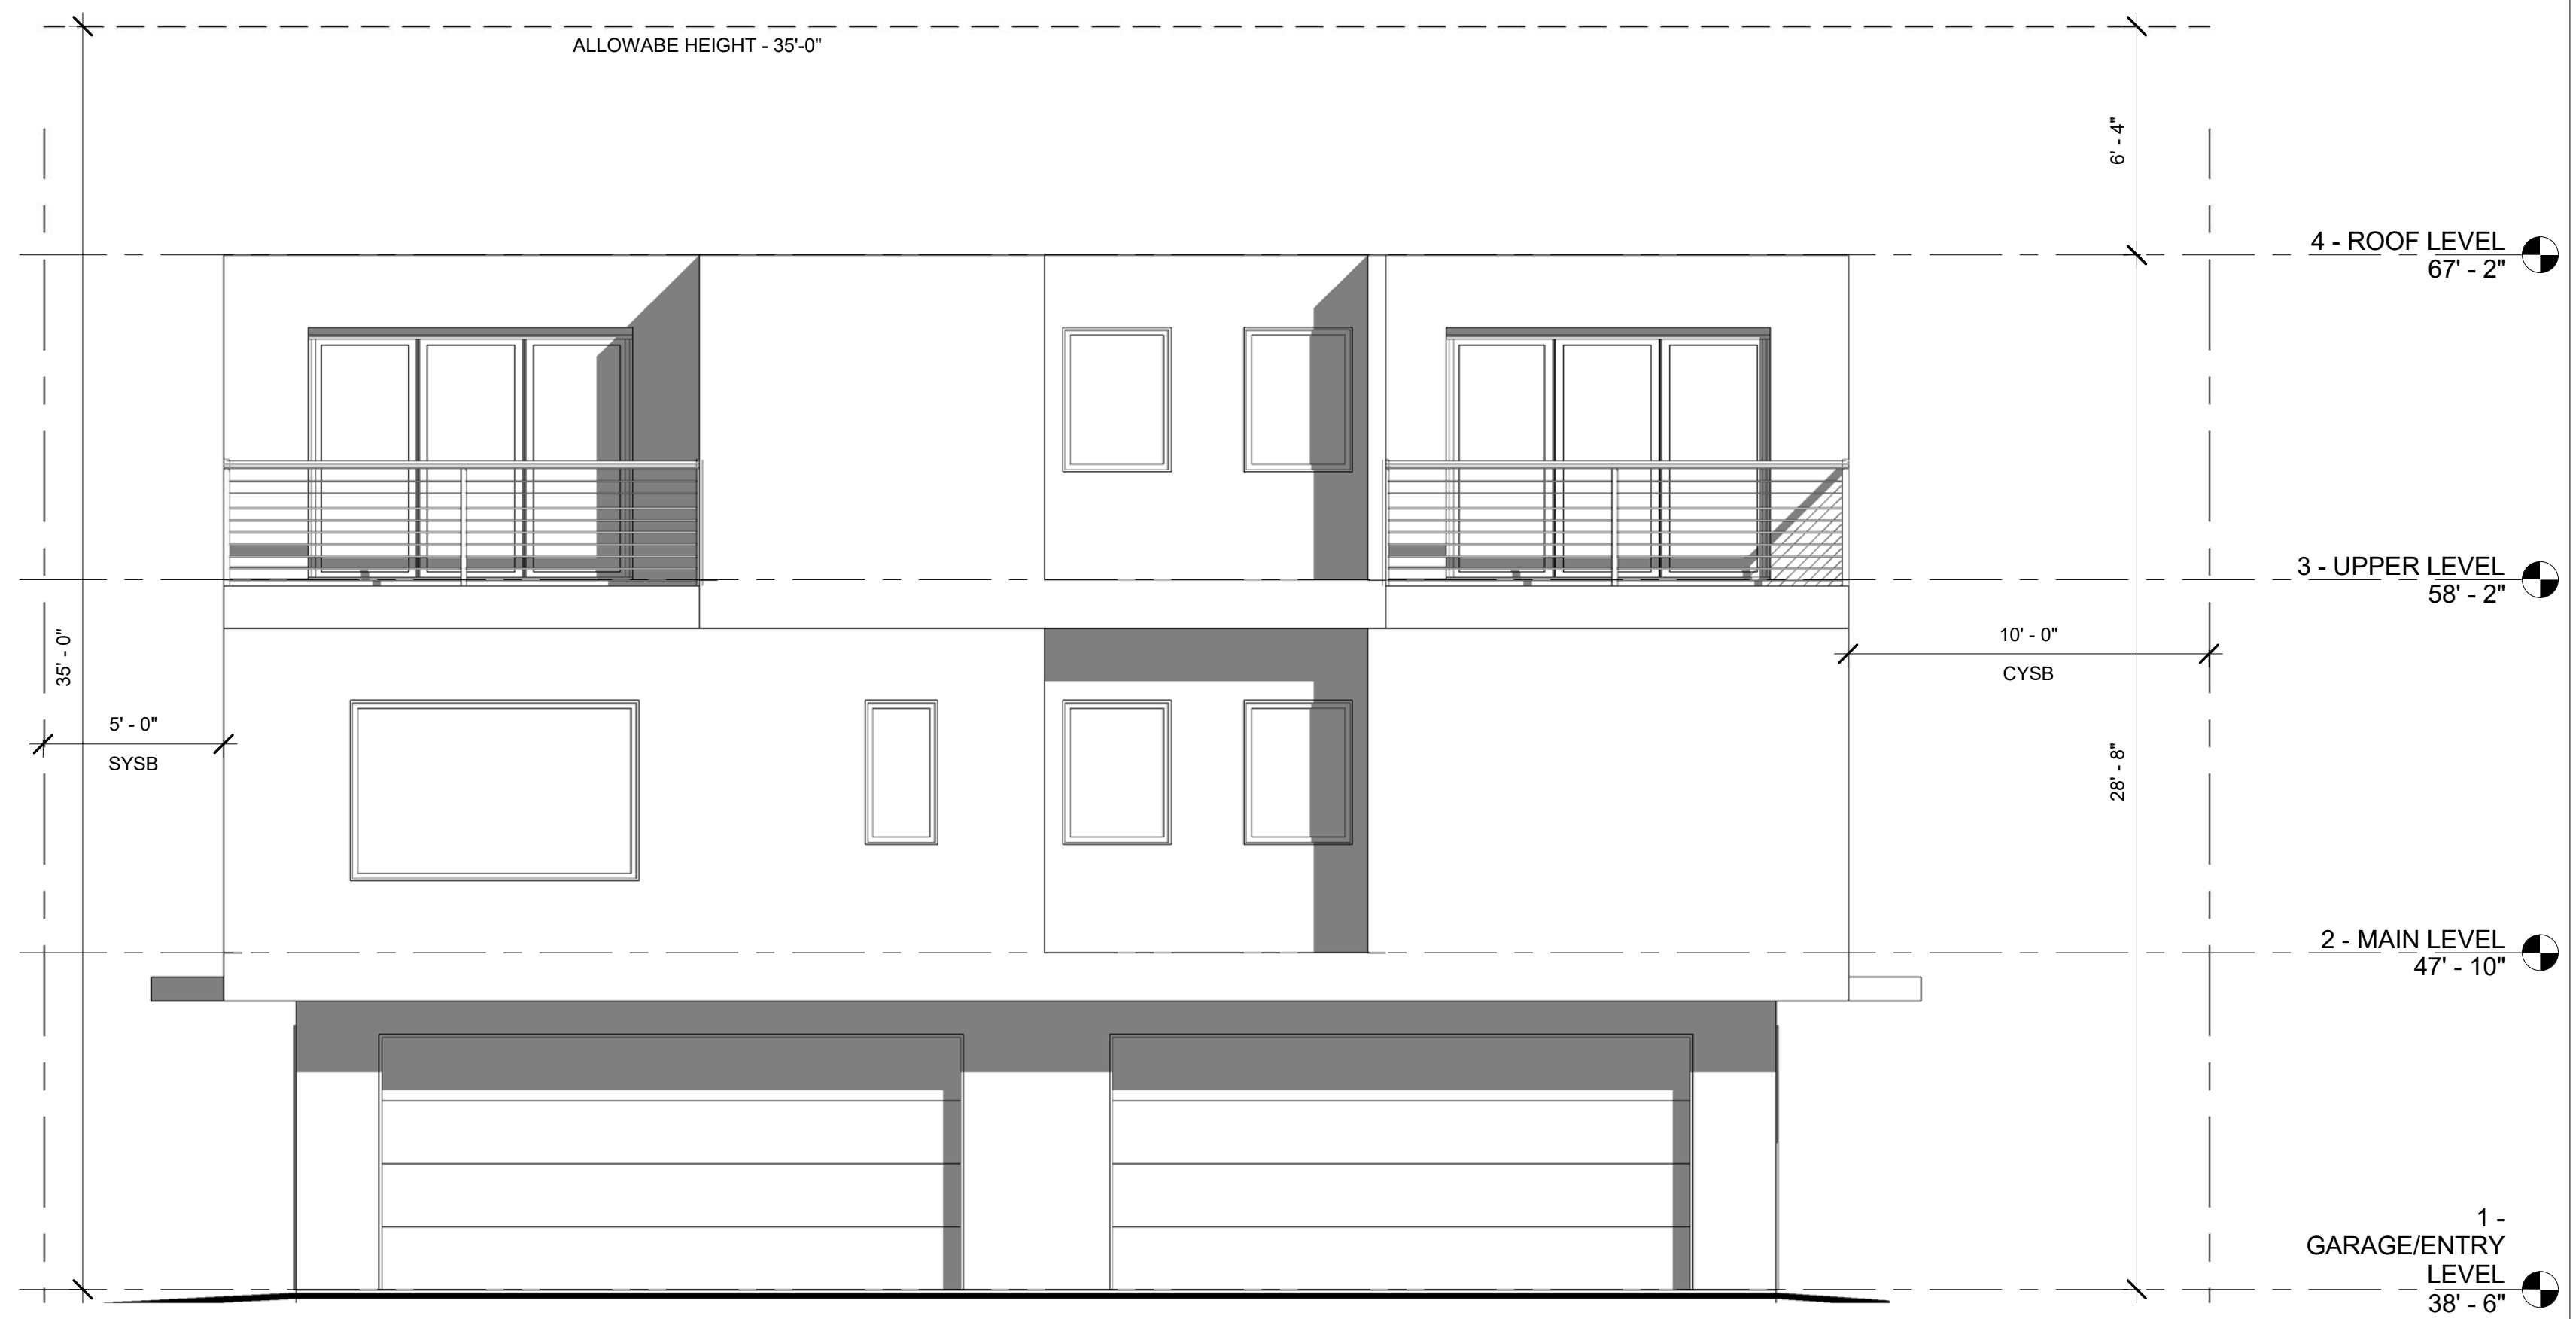 ALLOWABE HEIGHT - 35'-0"
6' - 4"
4 - ROOF LEVEL
67' - 2"
3 - UPPER LEVEL
58' - 2"
35' - 0"
10' - 0"
CYSB
5' - 0"
SYSB
28' - 8"
2 - MAIN LEVEL
47' - 10"
1 -
GARAGE/ENTRY
LEVEL
38' - 6"